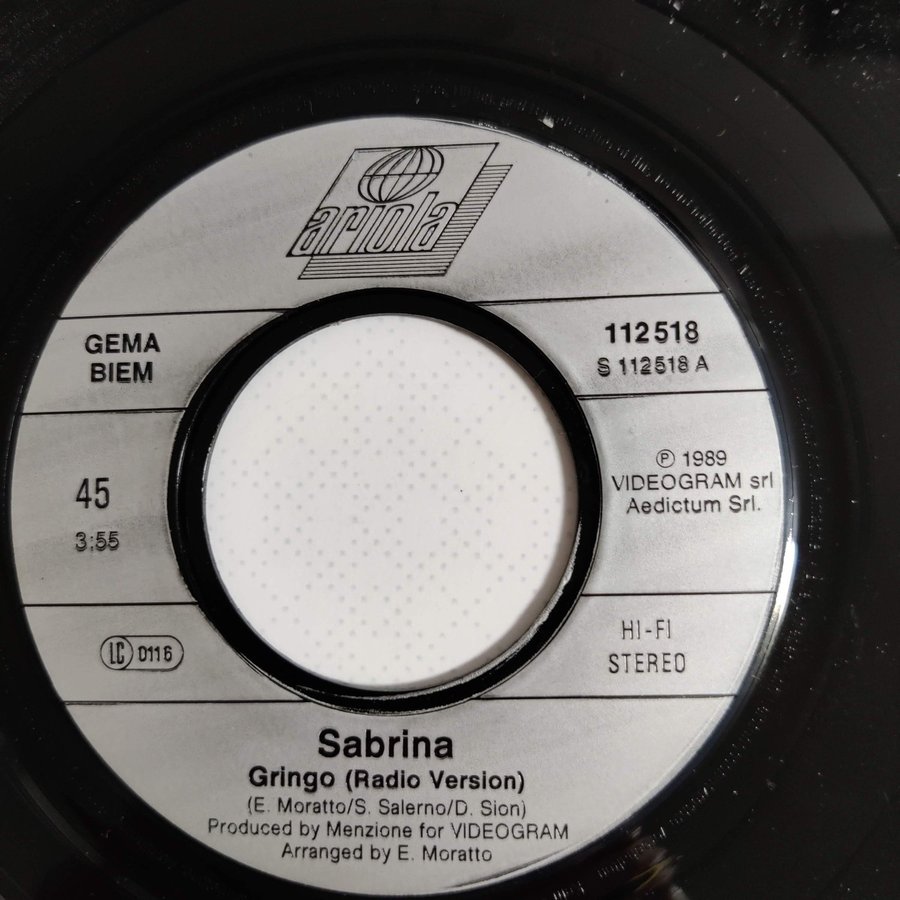 ariola
GEMA
BIEM
112518
S 112518 A
45
3:55
℗ 1989
VIDEOGRAM srl
Aedictum Srl.
LC 0116
HI-FI
STEREO
Sabrina
Gringo (Radio Version)
(E. Moratto/S. Salerno/D. Sion)
Produced by Menzione for VIDEOGRAM
Arranged by E. Moratto